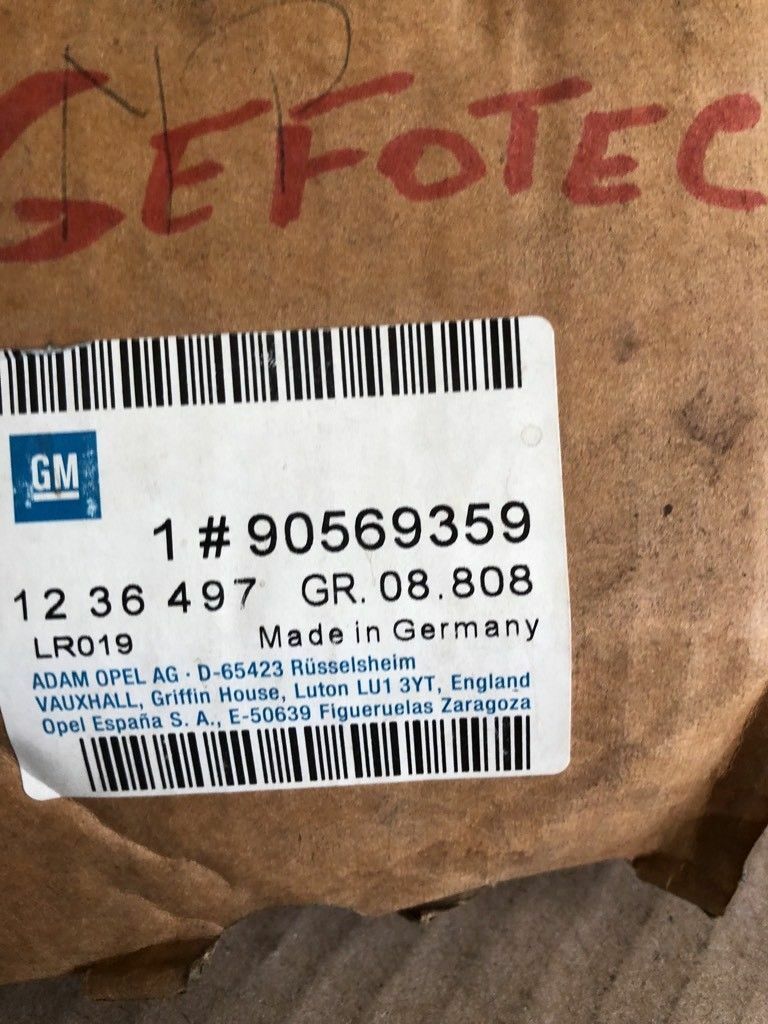 GEFOTEC
GM
1 # 90569359
12 36 497 GR. 08.808
LR019 Made in Germany
ADAM OPEL AG · D-65423 Rüsselsheim
VAUXHALL, Griffin House, Luton LU1 3YT, England
Opel España S. A., E-50639 Figueruelas Zaragoza